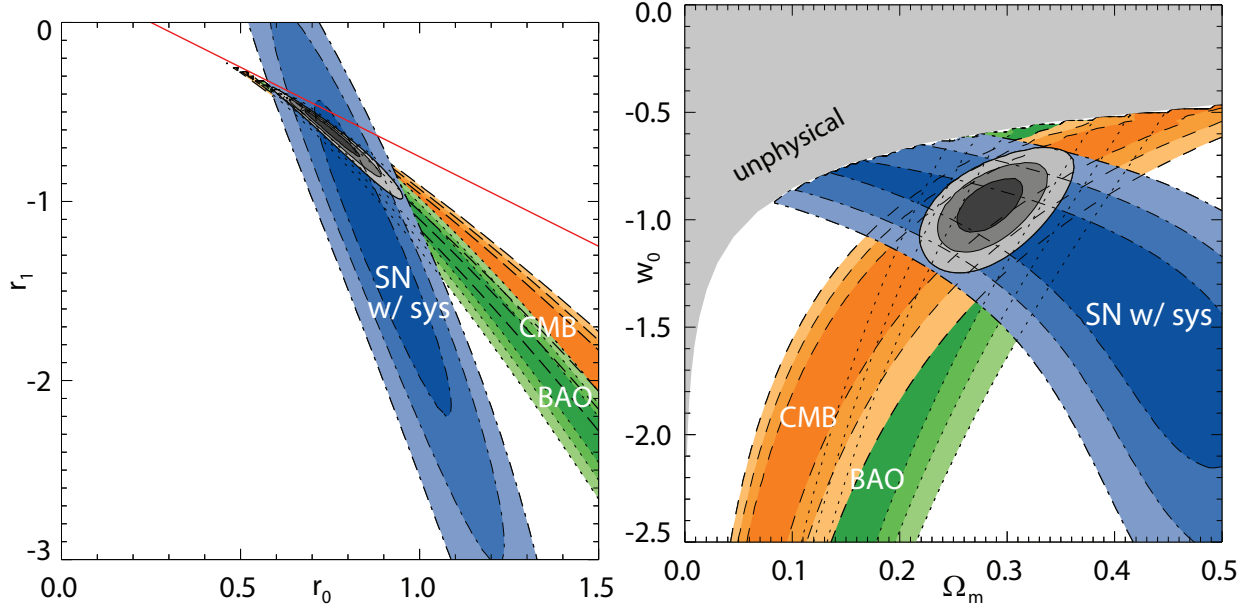 0
-1
-2
-3
r₁
0.0
0.5
1.0
1.5
r₀
SN
w/ sys
CMB
BAO
0.0
-0.5
-1.0
-1.5
-2.0
-2.5
w₀
0.0
0.1
0.2
0.3
0.4
0.5
Ωₘ
unphysical
SN w/ sys
CMB
BAO